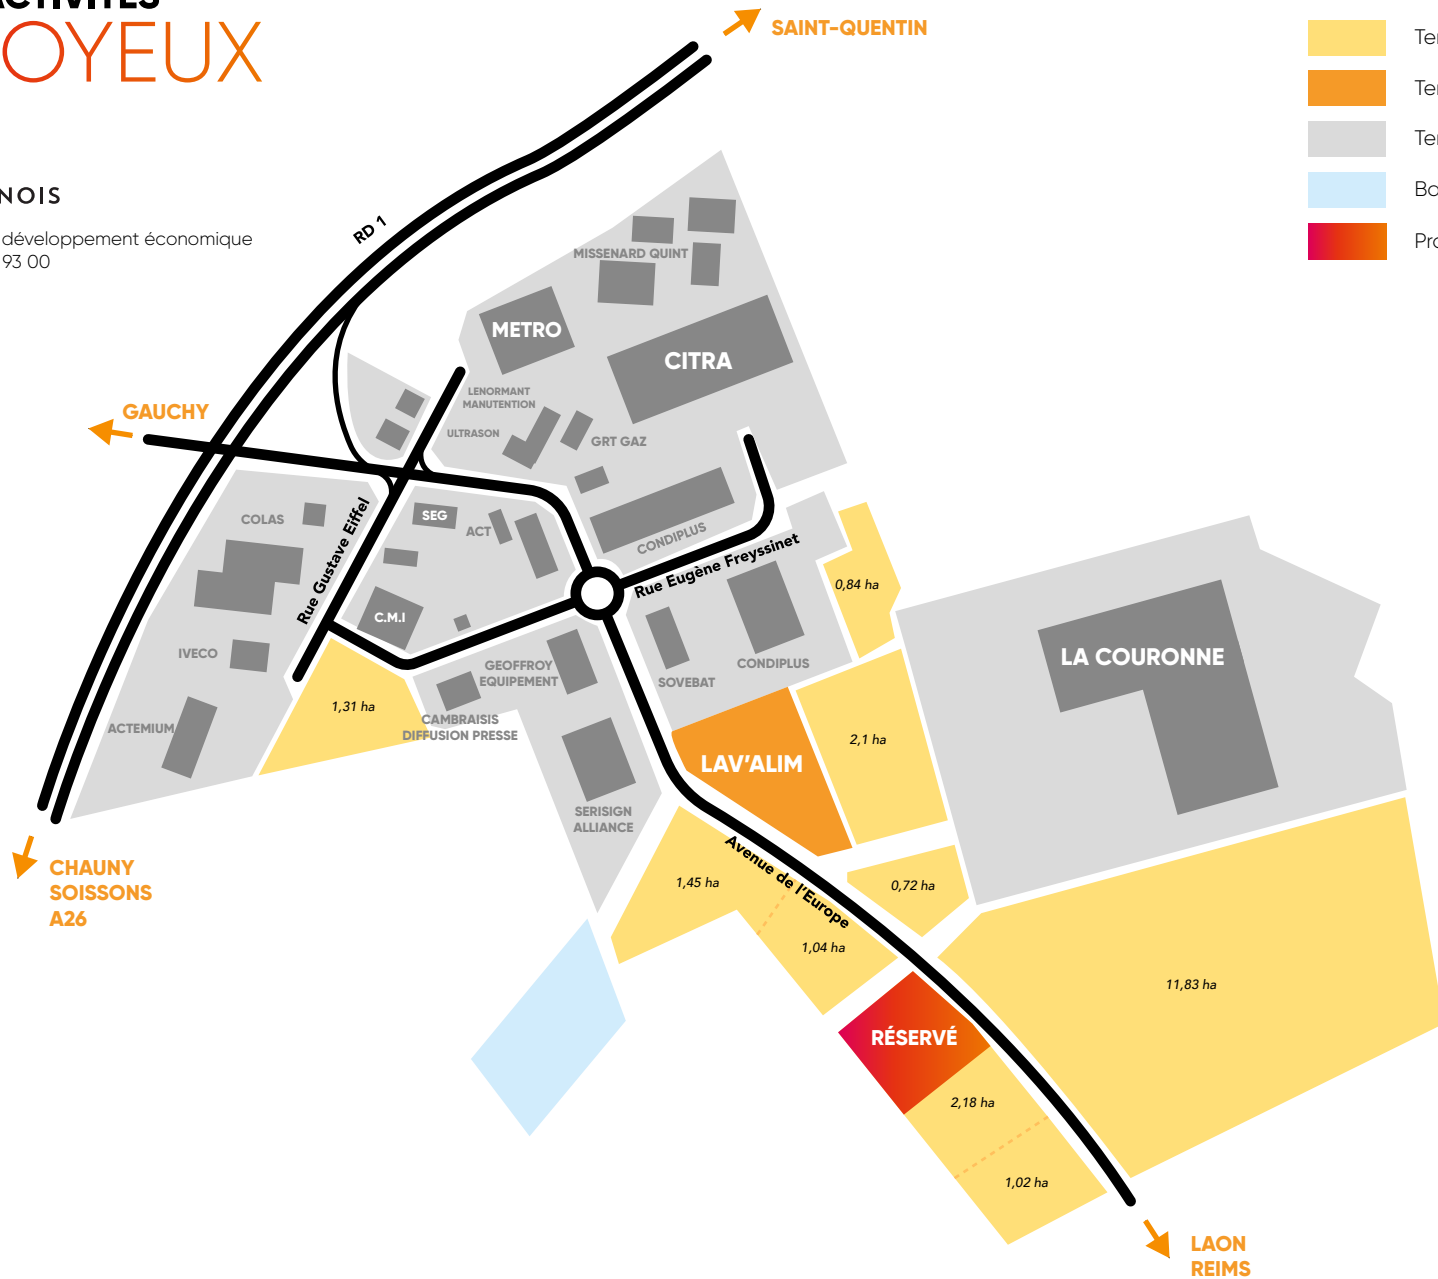 ACTIVITÉS
OYEUX
NOIS
développement économique
93 00
SAINT-QUENTIN
RD 1
MISSENARD QUINT
METRO
CITRA
LENORMANT
MANUTENTION
ULTRASON
GRT GAZ
GAUCHY
COLAS
SEG
ACT
CONDIPLUS
Rue Gustave Eiffel
Rue Eugène Freyssinet
0,84 ha
C.M.I
IVECO
GEOFFROY
EQUIPEMENT
SOVEBAT
CONDIPLUS
LA COURONNE
1,31 ha
ACTEMIUM
CAMBRAISIS
DIFFUSION PRESSE
2,1 ha
LAV'ALIM
SERISIGN
ALLIANCE
CHAUNY
SOISSONS
A26
Avenue de l'Europe
1,45 ha
0,72 ha
1,04 ha
11,83 ha
RÉSERVÉ
2,18 ha
1,02 ha
LAON
REIMS